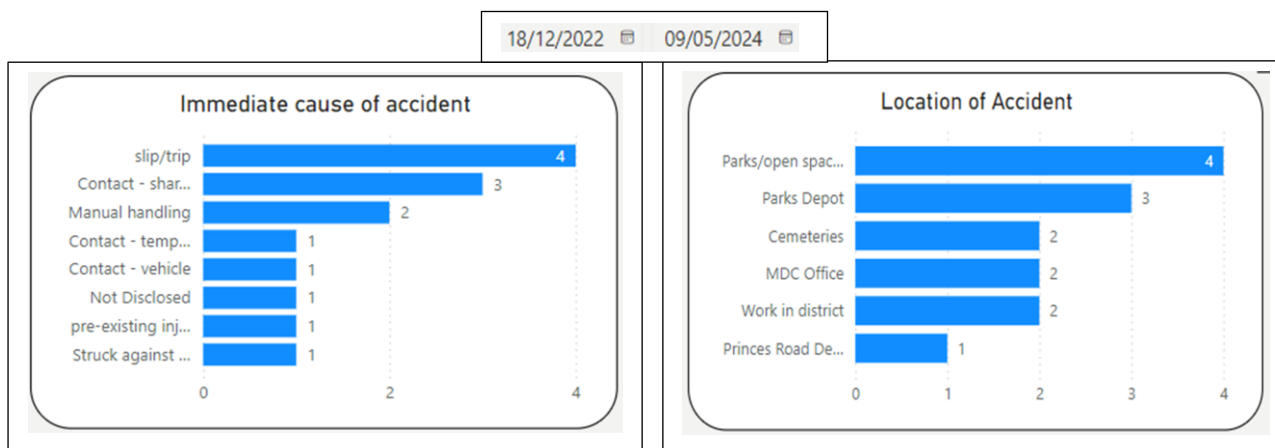 18/12/2022 09/05/2024
Immediate cause of accident
slip/trip 4
Contact - shar... 3
Manual handling 2
Contact - temp... 1
Contact - vehicle 1
Not Disclosed 1
pre-existing inj... 1
Struck against ... 1
0 2 4
Location of Accident
Parks/open spac... 4
Parks Depot 3
Cemeteries 2
MDC Office 2
Work in district 2
Princes Road De... 1
0 1 2 3 4